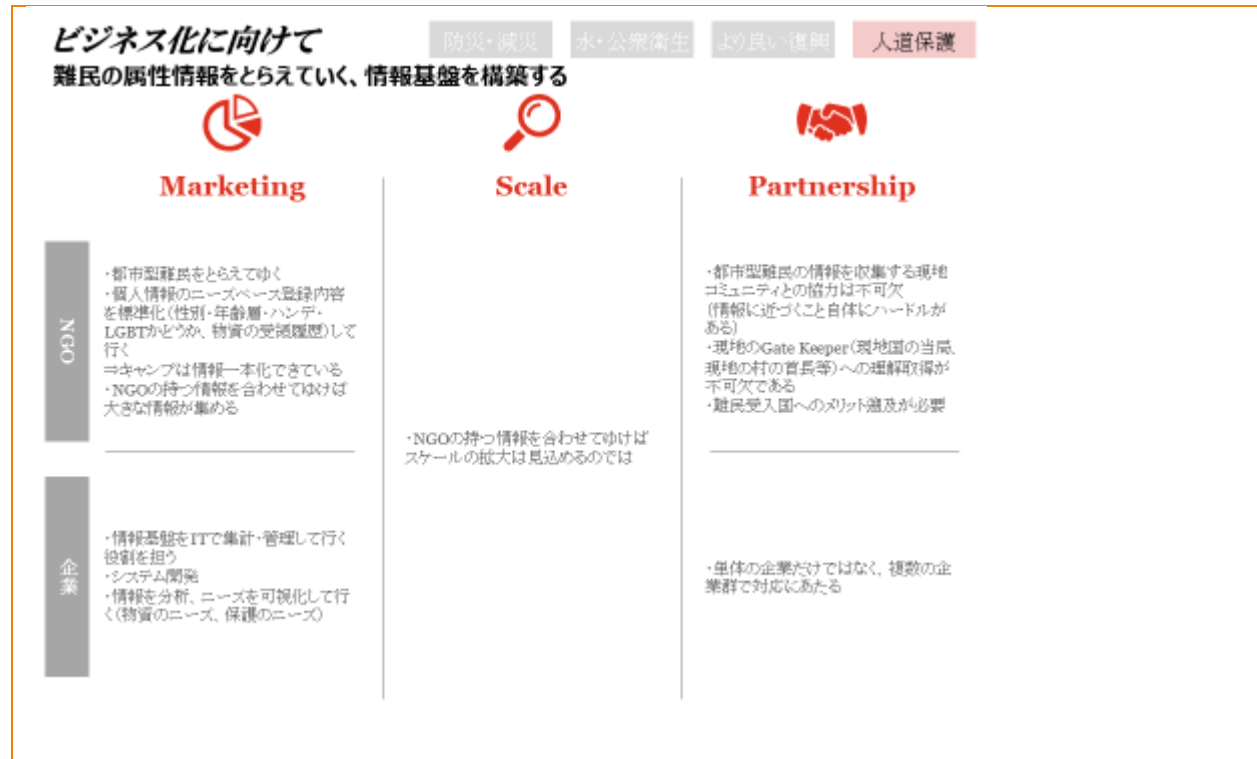 ビジネス化に向けて
防災・減災
水・公衆衛生
より良い復興
人道保護
難民の属性情報をとらえていく、情報基盤を構築する
Marketing
Scale
Partnership
NGO
・都市型難民をとらえてゆく
・個人情報のニーズベース登録内容
を標準化(性別・年齢層・ハンデ・
LGBTかどうか、物資の受領履歴)して
行く
⇒キャンプは情報一本化できている
・NGOの持つ情報を合わせてゆけば
大きな情報が集める
・NGOの持つ情報を合わせてゆけば
スケールの拡大は見込めるのでは
・都市型難民の情報を収集する現地
コミュニティとの協力は不可欠
(情報に近づくこと自体にハードルが
ある)
・現地のGate Keeper(現地国の当局、
現地の村の首長等)への理解取得が
不可欠である
・難民受入国へのメリット遡及が必要
企業
・情報基盤をITで集計・管理して行く
役割を担う
・システム開発
・情報を分析、ニーズを可視化して行
く(物資のニーズ、保護のニーズ)
・単体の企業だけではなく、複数の企
業群で対応にあたる